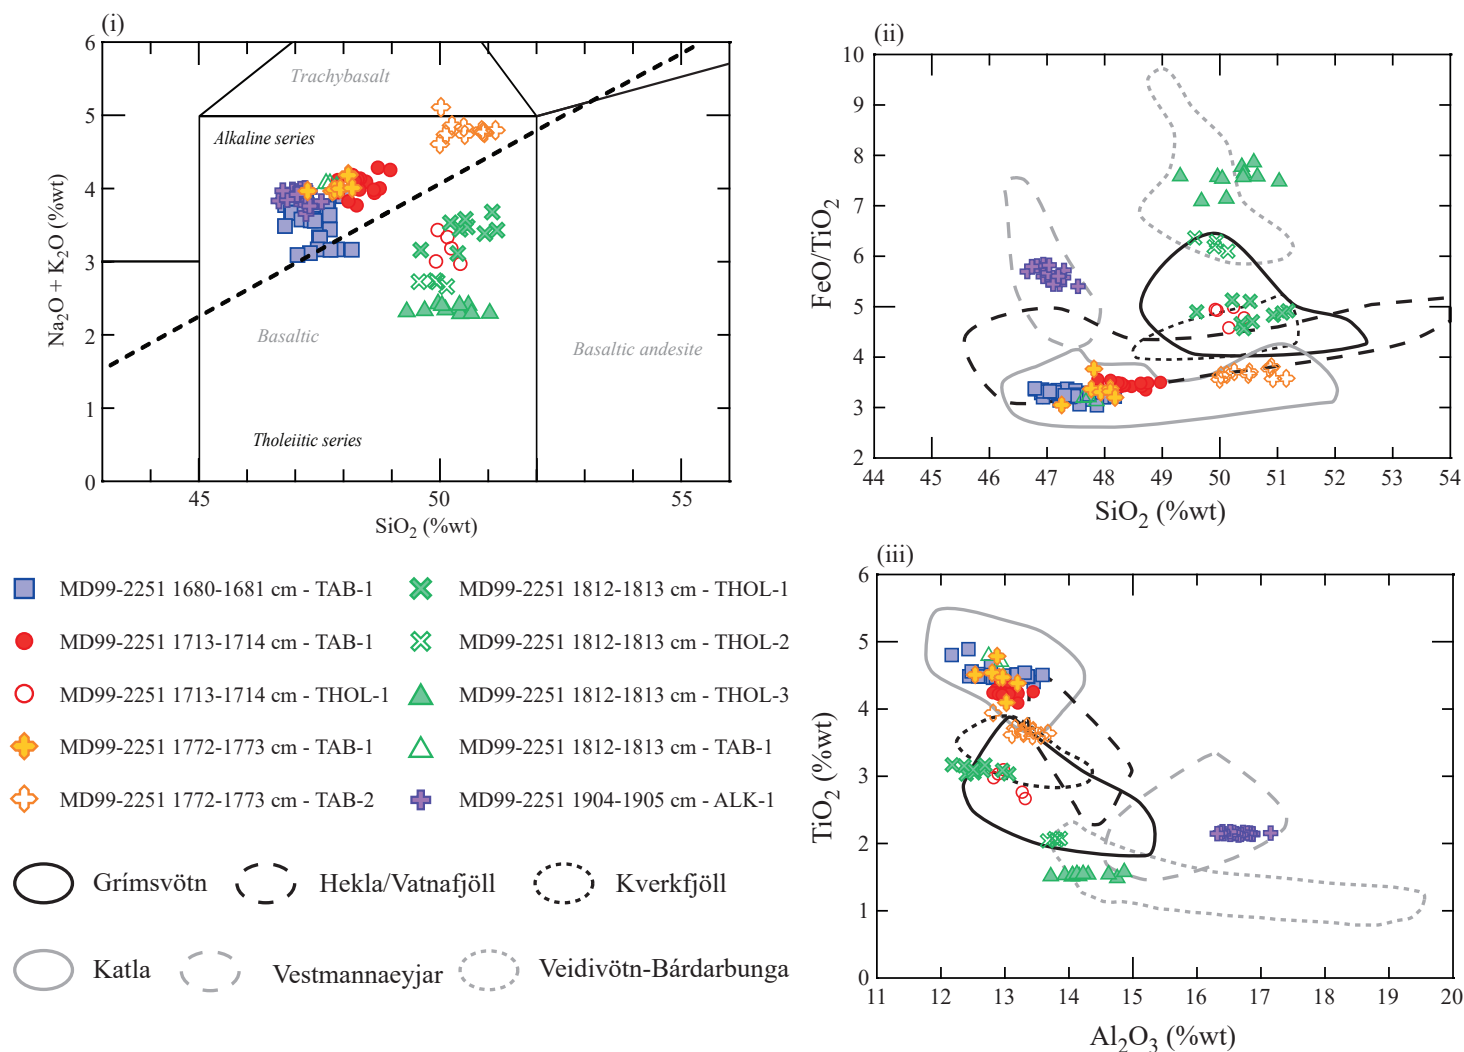 (i)
6
5
4
3
2
1
0
Na₂O + K₂O (%wt)
Trachybasalt
Alkaline series
Basaltic
Basaltic andesite
Tholeiitic series
45 50 55
SiO₂ (%wt)
(ii)
10
9
8
7
6
5
4
3
2
FeO/TiO₂
44 45 46 47 48 49 50 51 52 53 54
SiO₂ (%wt)
MD99-2251 1680-1681 cm - TAB-1
MD99-2251 1713-1714 cm - TAB-1
MD99-2251 1713-1714 cm - THOL-1
MD99-2251 1772-1773 cm - TAB-1
MD99-2251 1772-1773 cm - TAB-2
MD99-2251 1812-1813 cm - THOL-1
MD99-2251 1812-1813 cm - THOL-2
MD99-2251 1812-1813 cm - THOL-3
MD99-2251 1812-1813 cm - TAB-1
MD99-2251 1904-1905 cm - ALK-1
Grímsvötn
Hekla/Vatnafjöll
Kverkfjöll
Katla
Vestmannaeyjar
Veidivötn-Bárdarbunga
(iii)
6
5
4
3
2
1
0
TiO₂ (%wt)
11 12 13 14 15 16 17 18 19 20
Al₂O₃ (%wt)